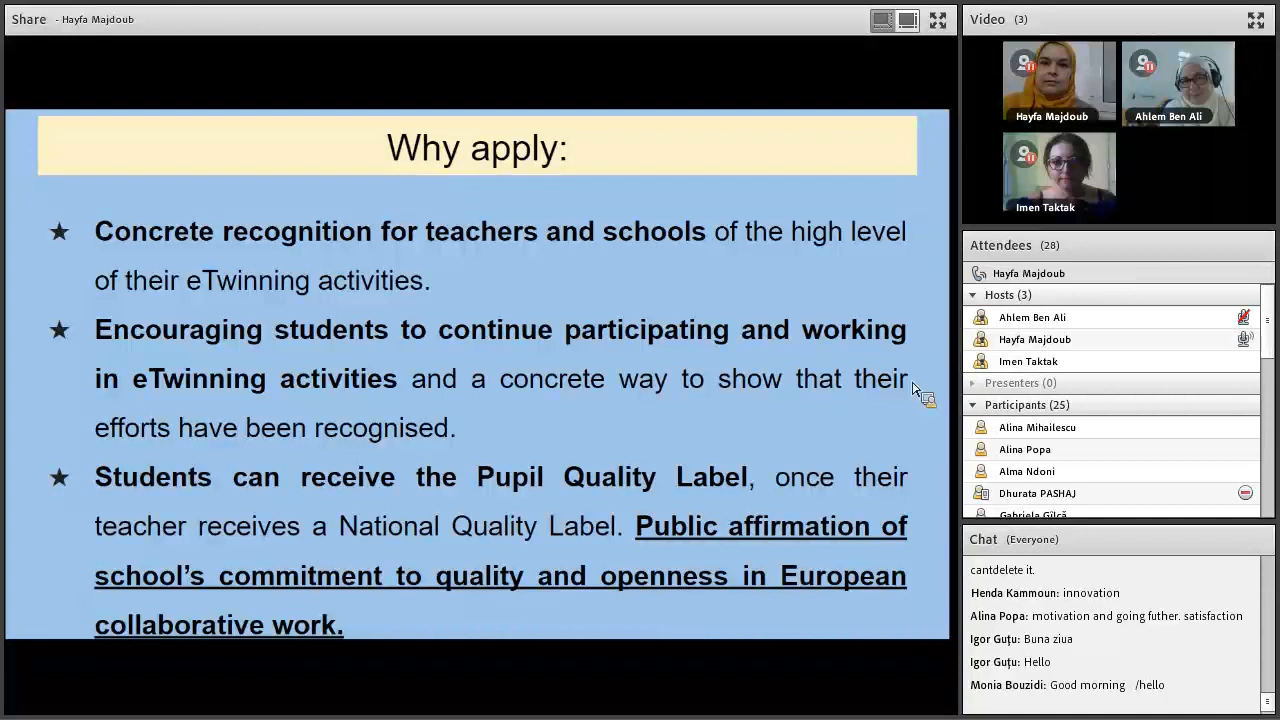 Share - Hayfa Majdoub
Why apply:
★ Concrete recognition for teachers and schools of the high level
of their eTwinning activities.
★ Encouraging students to continue participating and working
in eTwinning activities and a concrete way to show that their
efforts have been recognised.
★ Students can receive the Pupil Quality Label, once their
teacher receives a National Quality Label. Public affirmation of
school’s commitment to quality and openness in European
collaborative work.
Video (3)
Hayfa Majdoub
Ahlem Ben Ali
Imen Taktak
Attendees (28)
Hayfa Majdoub
Hosts (3)
Ahlem Ben Ali
Hayfa Majdoub
Imen Taktak
Presenters (0)
Participants (25)
Alina Mihailescu
Alina Popa
Alma Ndoni
Dhurata PASHAJ
Gabriela Gîlcă
Chat (Everyone)
cantdelete it.
Henda Kammoun: innovation
Alina Popa: motivation and going futher. satisfaction
Igor Guțu: Buna ziua
Igor Guțu: Hello
Monia Bouzidi: Good morning /hello